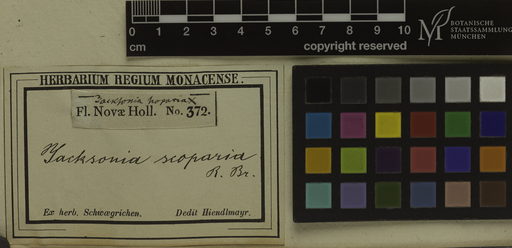 0 1 2 3 4 5 6 7 8 9 10
cm
copyright reserved
BOTANISCHE
STAATSSAMMLUNG
MÜNCHEN
HERBARIUM REGIUM MONACENSE.
Jacksonia scoparia
Fl. Novæ Holl. No. 372.
Jacksonia scoparia
R. Br.
Ex herb. Schwægrichen. Dedit Hiendlmayr.